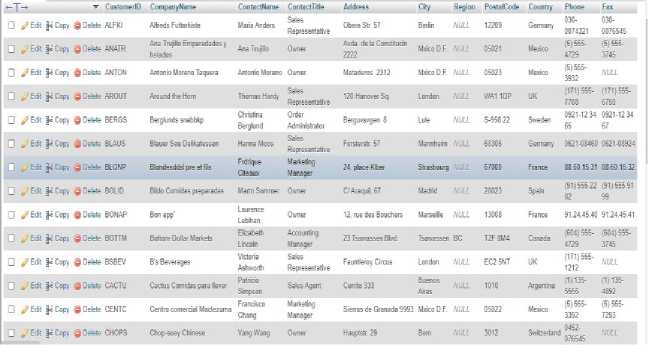 ←T→ CustomerID CompanyName ContactName ContactTitle Address City Region PostalCode Country Phone Fax
Edit Copy Delete ALFKI Alfreds Futterkiste Maria Anders Sales Representative Obere Str. 57 Berlin NULL 12209 Germany 030-0074321 030-0076545
Edit Copy Delete ANATR Ana Trujillo Emparedados y helados Ana Trujillo Owner Avda. de la Constitucin 2222 Mxico D.F. NULL 05021 Mexico (5) 555-4729 (5) 555-3745
Edit Copy Delete ANTON Antonio Moreno Taquera Antonio Moreno Owner Mataderos 2312 Mxico D.F. NULL 05023 Mexico (5) 555-3932 NULL
Edit Copy Delete AROUT Around the Horn Thomas Hardy Sales Representative 120 Hanover Sq. London NULL WA1 1DP UK (171) 555-7788 (171) 555-6750
Edit Copy Delete BERGS Berglunds snabbkp Christina Berglund Order Administrator Berguvsvgen 8 Lule NULL S-958 22 Sweden 0921-12 34 65 0921-12 34 67
Edit Copy Delete BLAUS Blauer See Delikatessen Hanna Moos Sales Representative Forsterstr. 57 Mannheim NULL 68306 Germany 0621-08460 0621-08924
Edit Copy Delete BLONP Blondesddsl pre et fils Frdrique Citeaux Marketing Manager 24, place Klber Strasbourg NULL 67000 France 88.60.15.31 88.60.15.32
Edit Copy Delete BOLID Blido Comidas preparadas Martn Sommer Owner C/ Araquil, 67 Madrid NULL 28023 Spain (91) 555 22 82 (91) 555 91 99
Edit Copy Delete BONAP Bon app' Laurence Lebihan Owner 12, rue des Bouchers Marseille NULL 13008 France 91.24.45.40 91.24.45.41
Edit Copy Delete BOTTM Bottom-Dollar Markets Elizabeth Lincoln Accounting Manager 23 Tsawassen Blvd. Tsawassen BC T2F 8M4 Canada (604) 555-4729 (604) 555-3745
Edit Copy Delete BSBEV B's Beverages Victoria Ashworth Sales Representative Fauntleroy Circus London NULL EC2 5NT UK (171) 555-1212 NULL
Edit Copy Delete CACTU Cactus Comidas para llevar Patricio Simpson Sales Agent Cerrito 333 Buenos Aires NULL 1010 Argentina (1) 135-5555 (1) 135-4892
Edit Copy Delete CENTC Centro comercial Moctezuma Francisco Chang Marketing Manager Sierras de Granada 9993 Mxico D.F. NULL 05022 Mexico (5) 555-3392 (5) 555-7293
Edit Copy Delete CHOPS Chop-suey Chinese Yang Wang Owner Hauptstr. 29 Bern NULL 3012 Switzerland 0452-076545 NULL